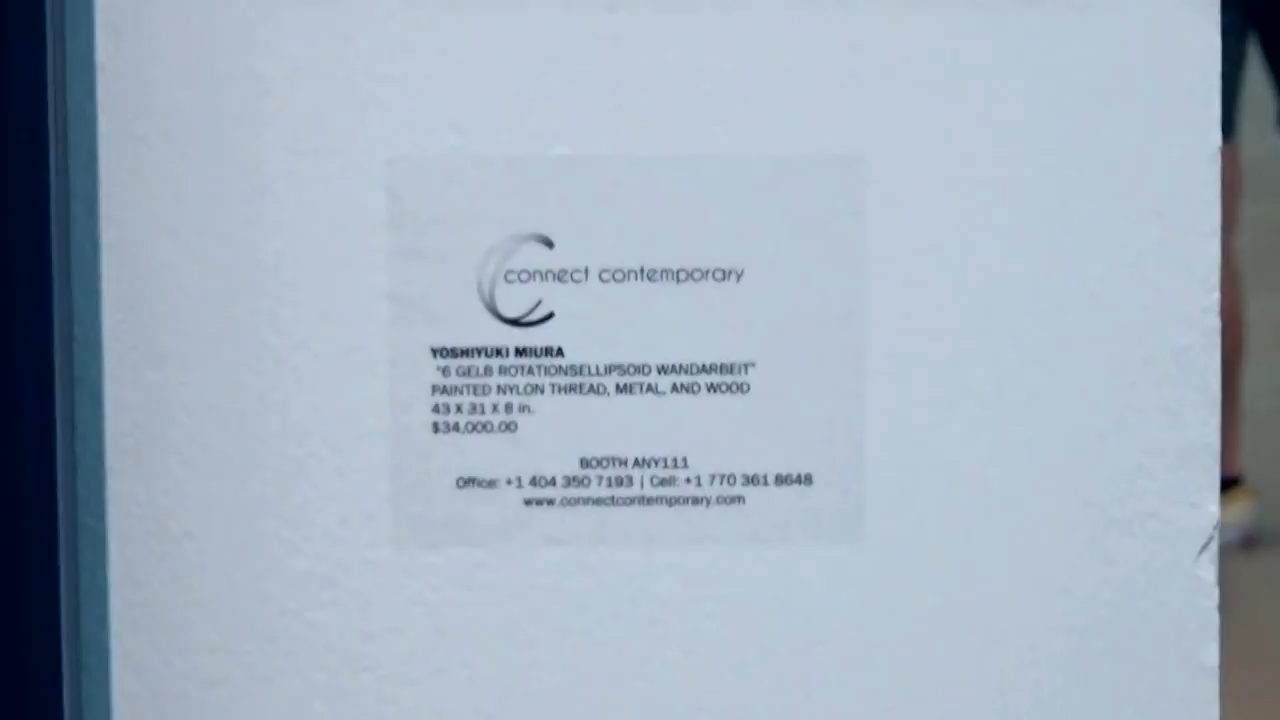 connect contemporary
YOSHIYUKI MIURA
"6 GELB ROTATIONSELLIPSOID WANDARBEIT"
PAINTED NYLON THREAD, METAL, AND WOOD
43 X 31 X 8 in.
$34,000.00
BOOTH ANY111
Office: +1 404 350 7193 | Cell: +1 770 361 8648
www.connectcontemporary.com